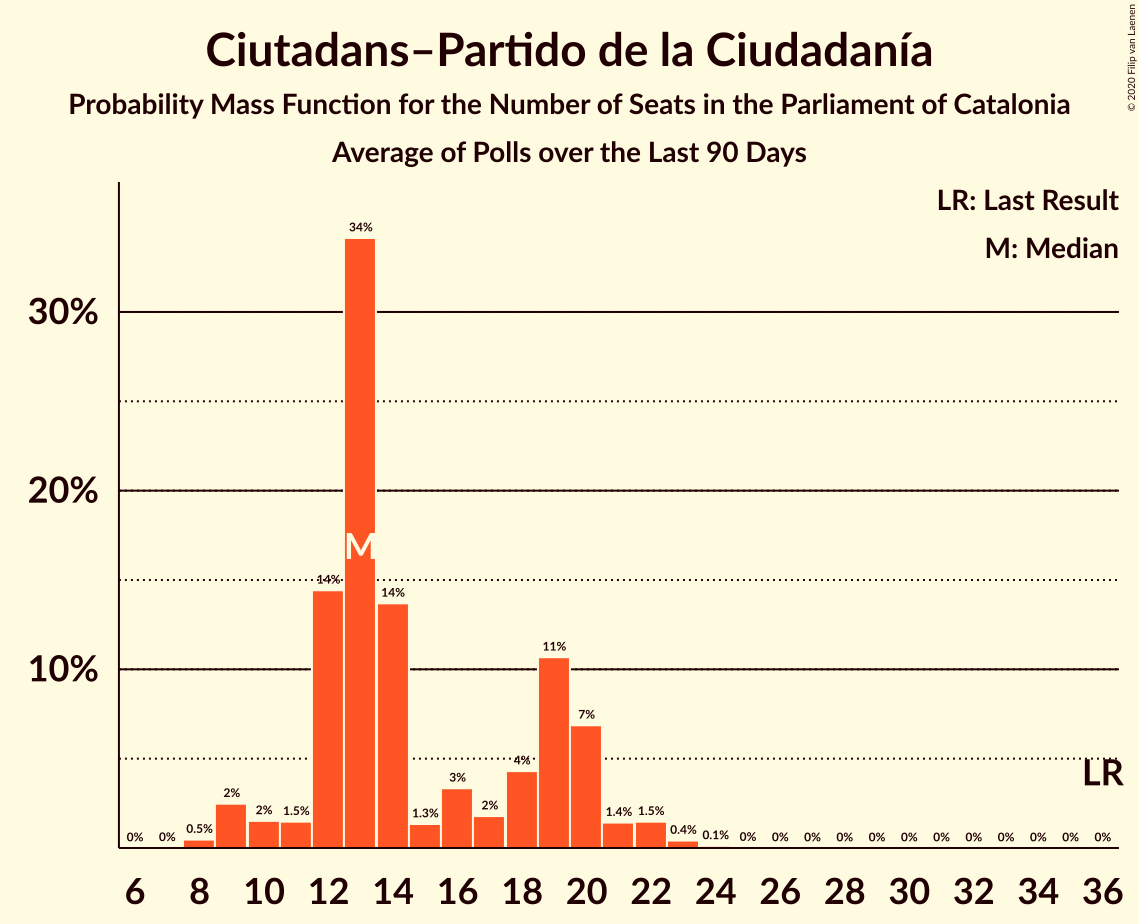 Ciutadans–Partido de la Ciudadanía
Probability Mass Function for the Number of Seats in the Parliament of Catalonia
Average of Polls over the Last 90 Days
© 2020 Filip van Laenen
LR: Last Result
M: Median
30%
20%
10%
0% 0% 0.5% 2% 2% 1.5% 14% 34% 14% 1.3% 3% 2% 4% 11% 7% 1.4% 1.5% 0.4% 0.1% 0% 0% 0% 0% 0% 0% 0% 0% 0% 0% 0% 0%
M
LR
6 8 10 12 14 16 18 20 22 24 26 28 30 32 34 36